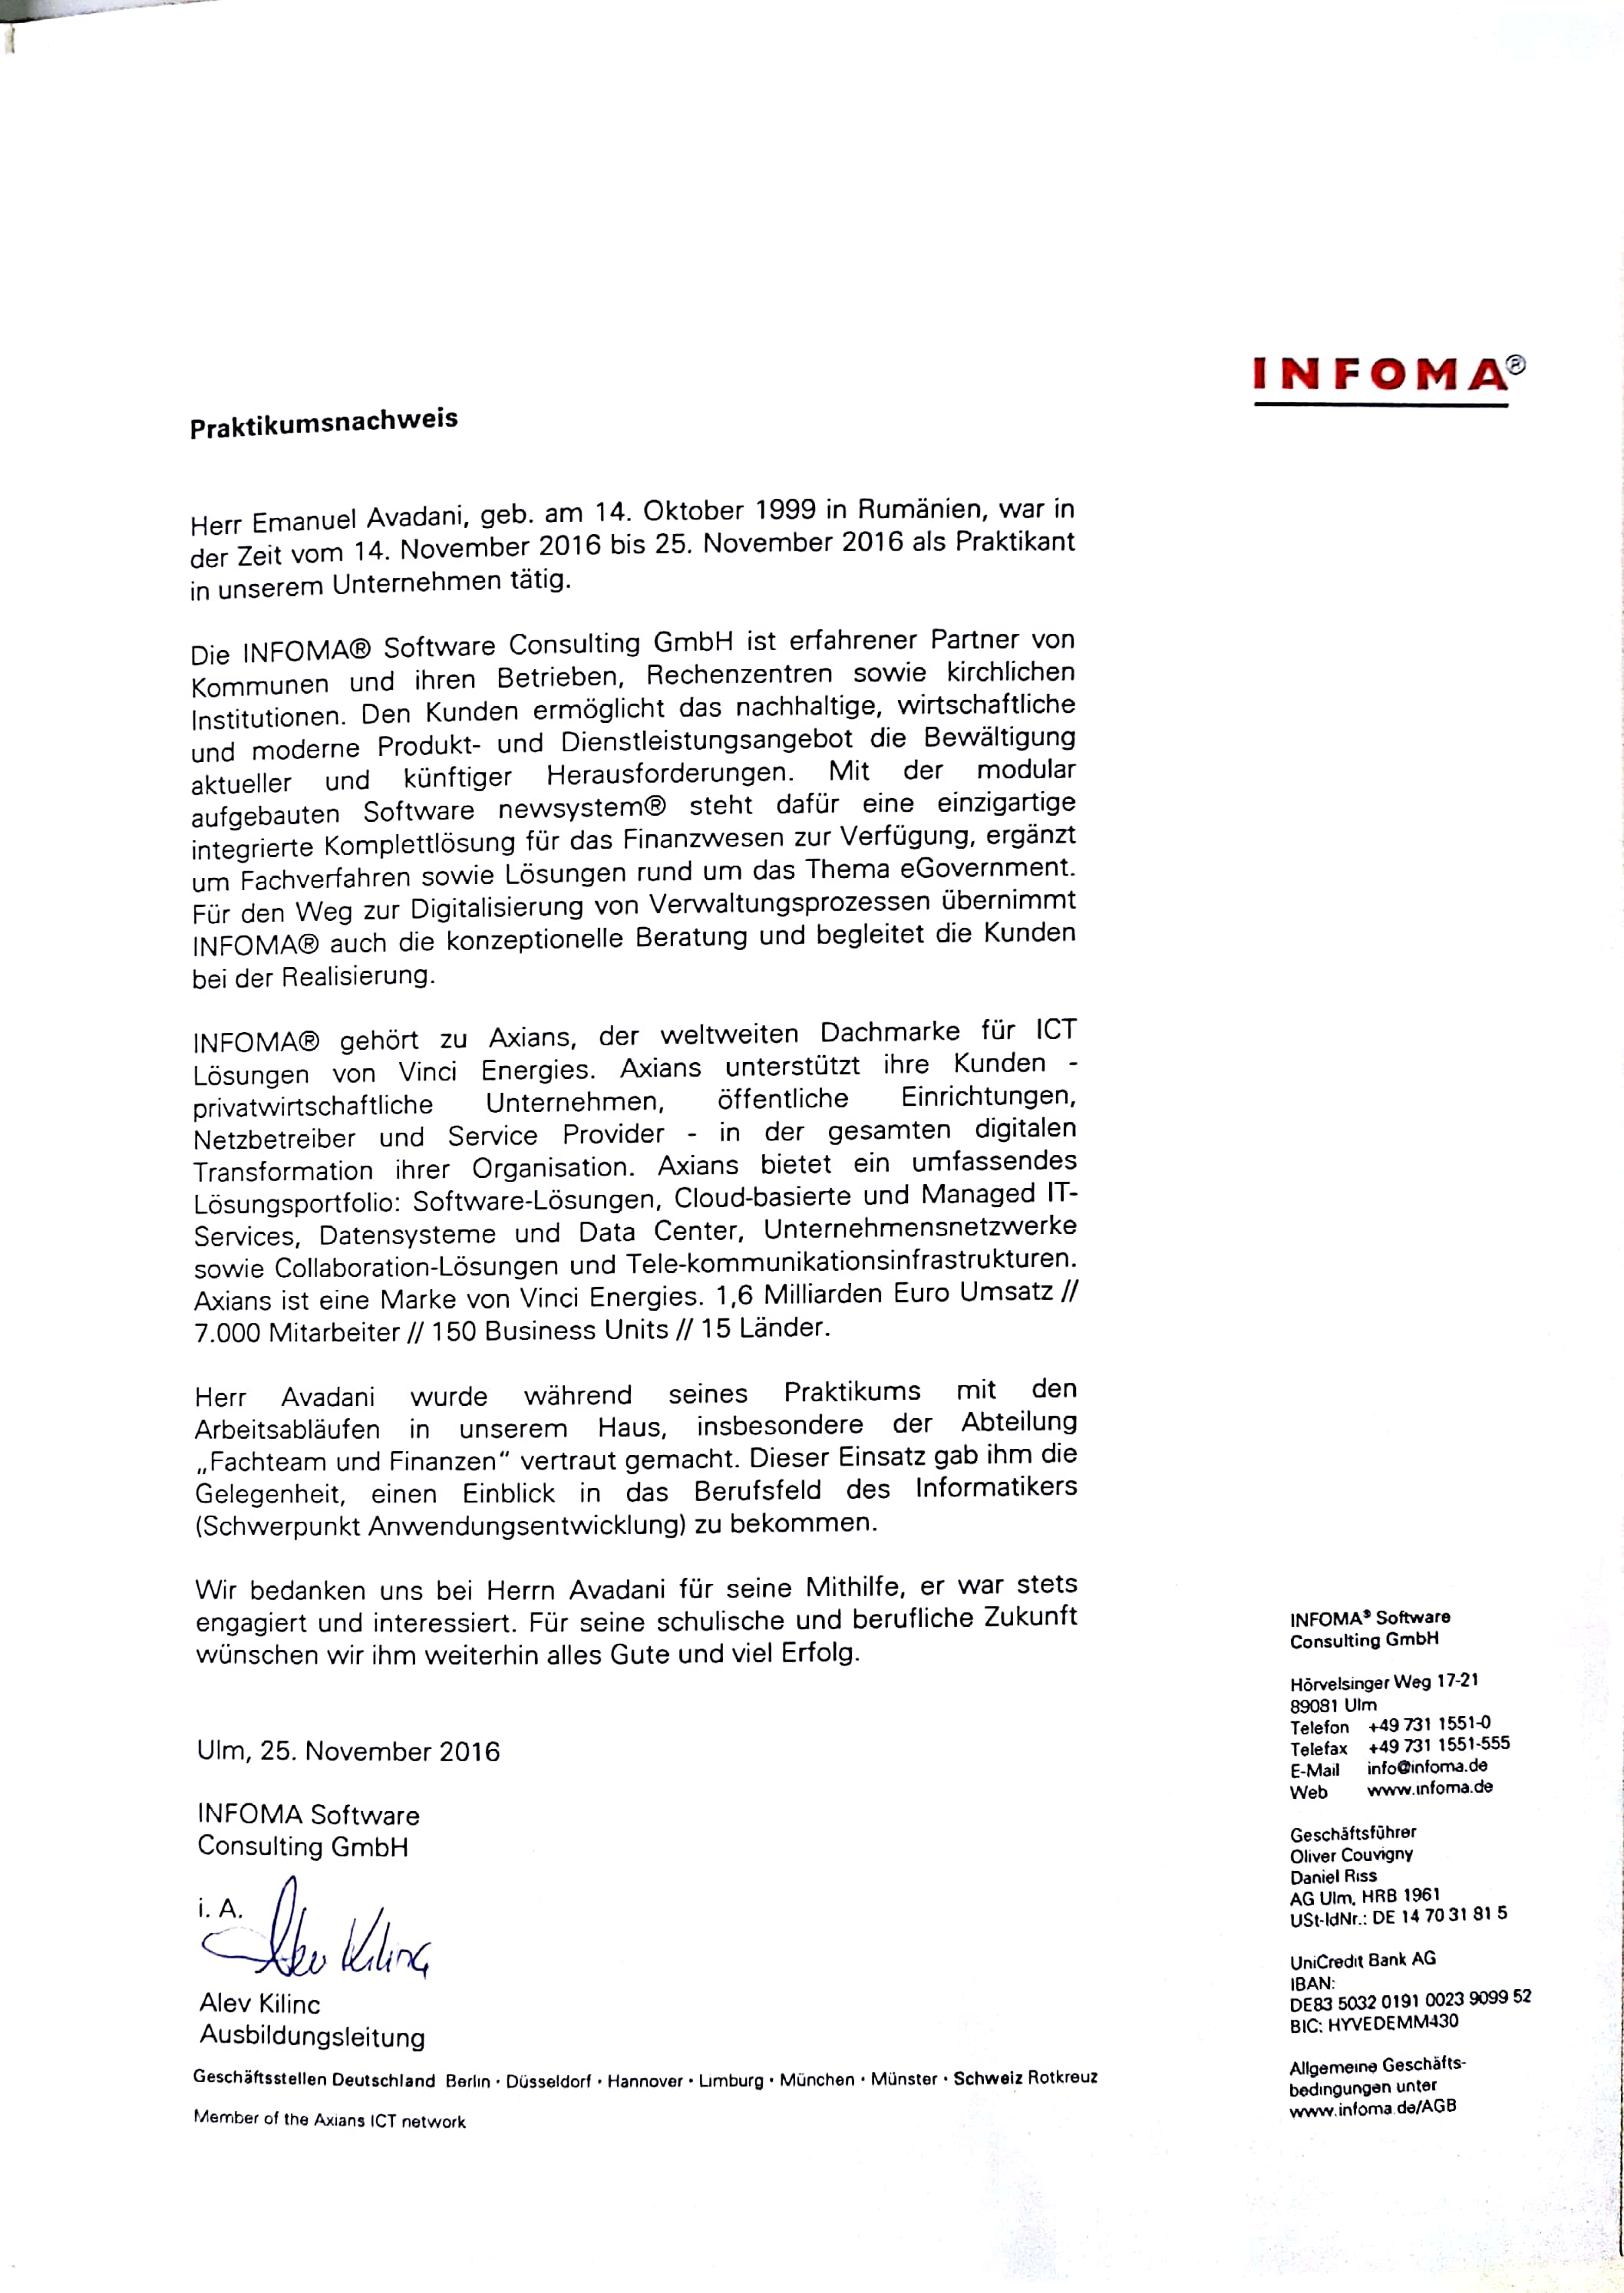 INFOMA®
Praktikumsnachweis
Herr Emanuel Avadani, geb. am 14. Oktober 1999 in Rumänien, war in
der Zeit vom 14. November 2016 bis 25. November 2016 als Praktikant
in unserem Unternehmen tätig.
Die INFOMA® Software Consulting GmbH ist erfahrener Partner von
Kommunen und ihren Betrieben, Rechenzentren sowie kirchlichen
Institutionen. Den Kunden ermöglicht das nachhaltige, wirtschaftliche
und moderne Produkt- und Dienstleistungsangebot die Bewältigung
aktueller und künftiger Herausforderungen. Mit der modular
aufgebauten Software newsystem® steht dafür eine einzigartige
integrierte Komplettlösung für das Finanzwesen zur Verfügung, ergänzt
um Fachverfahren sowie Lösungen rund um das Thema eGovernment.
Für den Weg zur Digitalisierung von Verwaltungsprozessen übernimmt
INFOMA® auch die konzeptionelle Beratung und begleitet die Kunden
bei der Realisierung.
INFOMA® gehört zu Axians, der weltweiten Dachmarke für ICT
Lösungen von Vinci Energies. Axians unterstützt ihre Kunden -
privatwirtschaftliche Unternehmen, öffentliche Einrichtungen,
Netzbetreiber und Service Provider - in der gesamten digitalen
Transformation ihrer Organisation. Axians bietet ein umfassendes
Lösungsportfolio: Software-Lösungen, Cloud-basierte und Managed IT-
Services, Datensysteme und Data Center, Unternehmensnetzwerke
sowie Collaboration-Lösungen und Tele-kommunikationsinfrastrukturen.
Axians ist eine Marke von Vinci Energies. 1,6 Milliarden Euro Umsatz //
7.000 Mitarbeiter // 150 Business Units // 15 Länder.
Herr Avadani wurde während seines Praktikums mit den
Arbeitsabläufen in unserem Haus, insbesondere der Abteilung
„Fachteam und Finanzen“ vertraut gemacht. Dieser Einsatz gab ihm die
Gelegenheit, einen Einblick in das Berufsfeld des Informatikers
(Schwerpunkt Anwendungsentwicklung) zu bekommen.
Wir bedanken uns bei Herrn Avadani für seine Mithilfe, er war stets
engagiert und interessiert. Für seine schulische und berufliche Zukunft
wünschen wir ihm weiterhin alles Gute und viel Erfolg.
Ulm, 25. November 2016
INFOMA Software
Consulting GmbH
i. A.
Alev Kilinc
Alev Kilinc
Ausbildungsleitung
Geschäftsstellen Deutschland Berlin · Düsseldorf · Hannover · Limburg · München · Münster · Schweiz Rotkreuz
Member of the Axians ICT network
INFOMA® Software
Consulting GmbH
Hörvelsinger Weg 17-21
89081 Ulm
Telefon +49 731 1551-0
Telefax +49 731 1551-555
E-Mail info@infoma.de
Web www.infoma.de
Geschäftsführer
Oliver Couvigny
Daniel Riss
AG Ulm, HRB 1961
USt-IdNr.: DE 14 70 31 81 5
UniCredit Bank AG
IBAN:
DE83 5032 0191 0023 9099 52
BIC: HYVEDEMM430
Allgemeine Geschäfts-
bedingungen unter
www.infoma.de/AGB